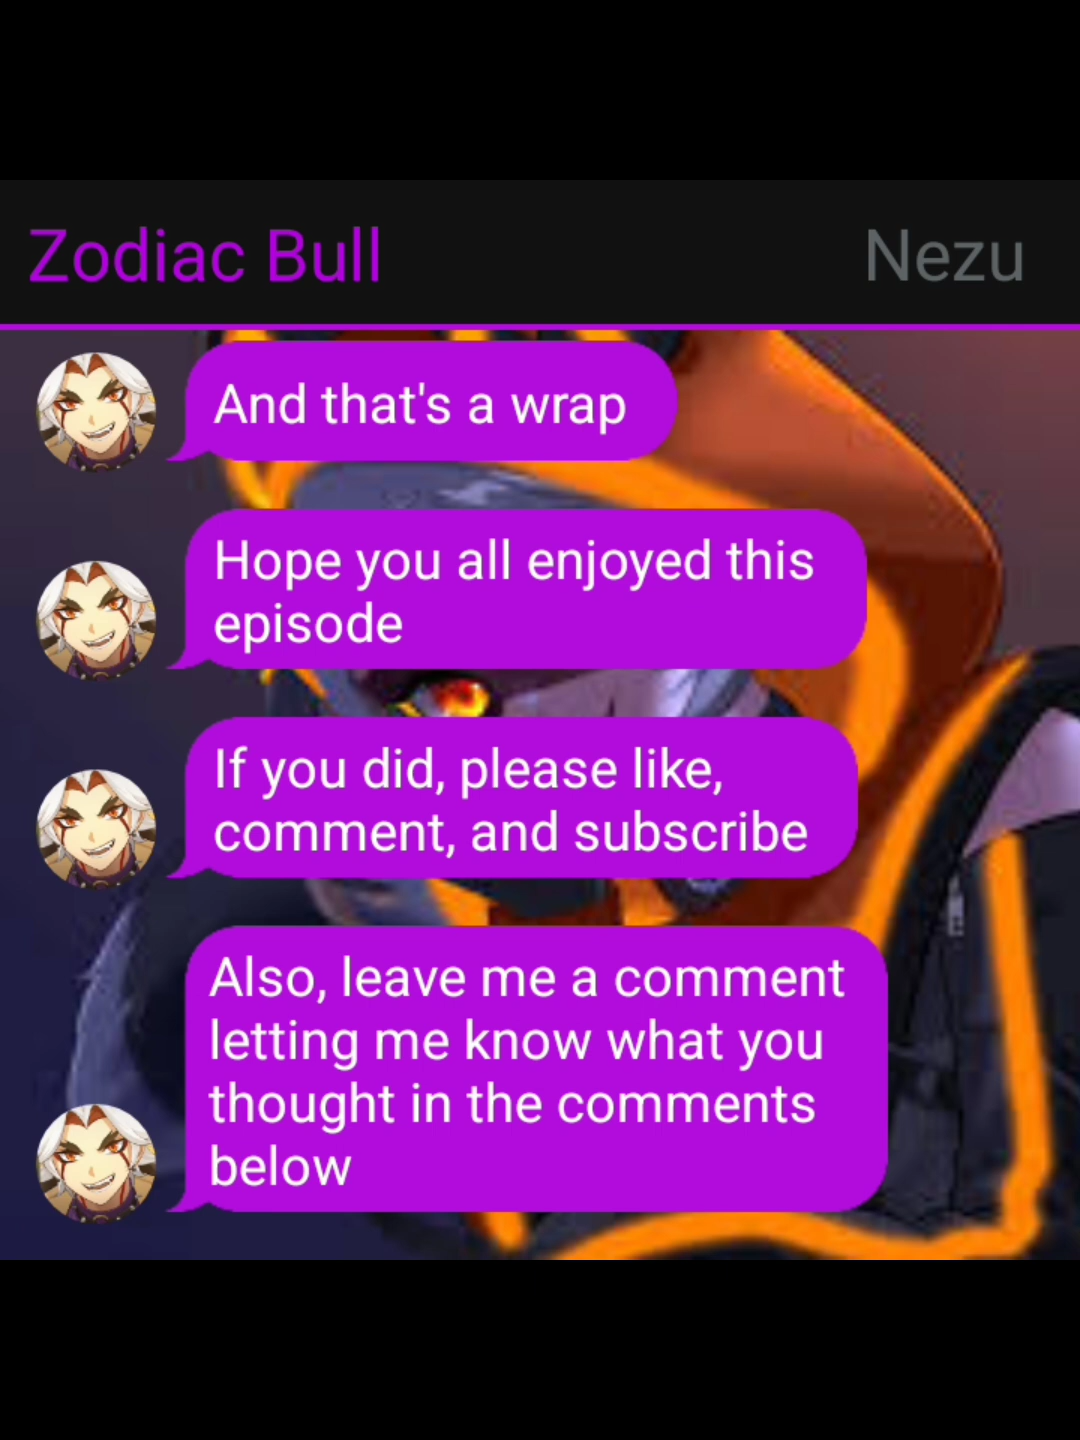 Zodiac Bull Nezu
And that's a wrap
Hope you all enjoyed this
episode
If you did, please like,
comment, and subscribe
Also, leave me a comment
letting me know what you
thought in the comments
below